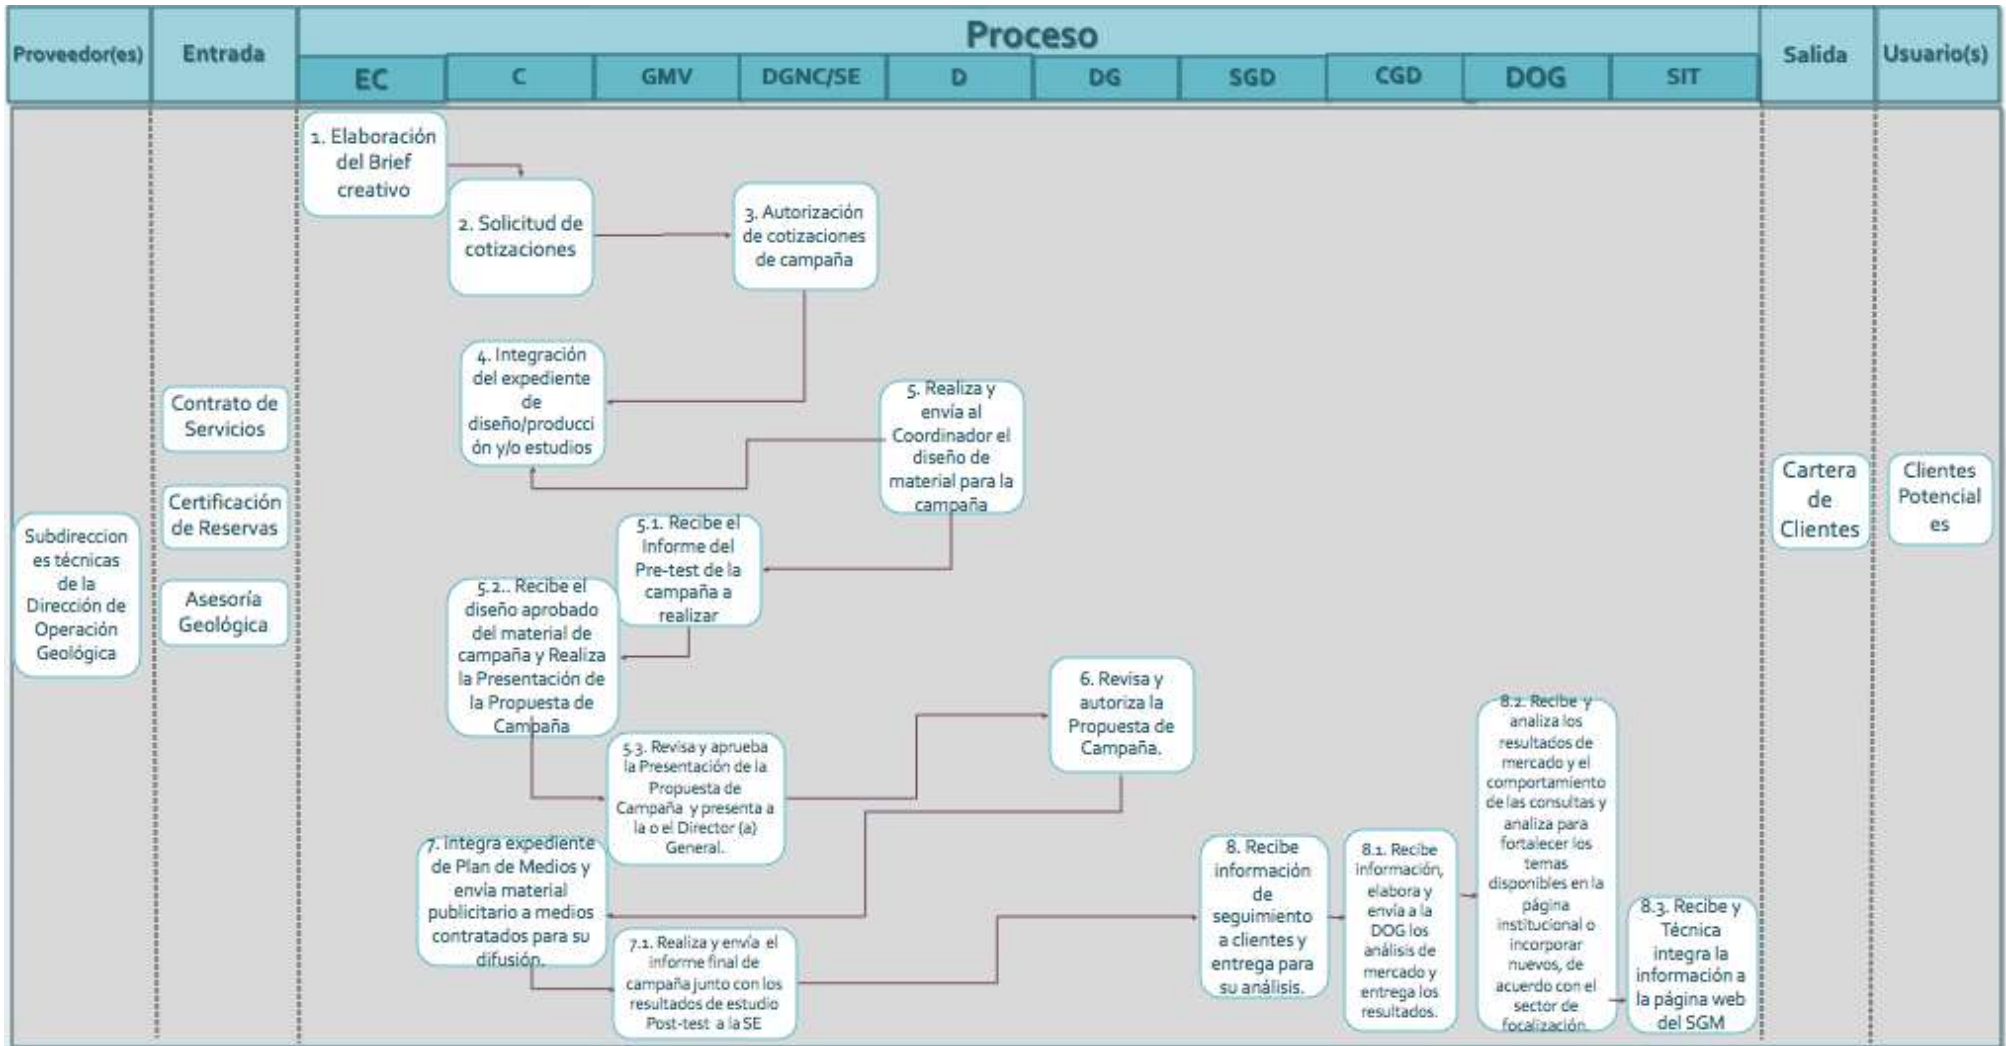 Proceso
Proveedor(es)
Entrada
EC
C
GMV
DGNC/SE
D
DG
SGD
CGD
DOG
SIT
Salida
Usuario(s)
Subdireccion
es técnicas
de la
Dirección de
Operación
Geológica
Contrato de
Servicios
Certificación
de Reservas
Asesoría
Geológica
1. Elaboración
del Brief
creativo
2. Solicitud de
cotizaciones
3. Autorización
de cotizaciones
de campaña
4. Integración
del expediente
de
diseño/producci
ón y/o estudios
5. Realiza y
envía al
Coordinador el
diseño de
material para la
campaña
5.1. Recibe el
Informe del
Pre-test de la
campaña a
realizar
5.2.. Recibe el
diseño aprobado
del material de
campaña y Realiza
la Presentación de
la Propuesta de
Campaña
5.3. Revisa y aprueba
la Presentación de la
Propuesta de
Campaña y presenta a
la o el Director (a)
General.
6. Revisa y
autoriza la
Propuesta de
Campaña.
7. integra expediente
de Plan de Medios y
envía material
publicitario a medios
contratados para su
difusión.
7.1. Realiza y envía el
informe final de
campaña junto con los
resultados de estudio
Post-test a la SE
8. Recibe
información
de
seguimiento
a clientes y
entrega para
su análisis.
8.1. Recibe
información,
elabora y
envía a la
DOG los
análisis de
mercado y
entrega los
resultados.
8.2. Recibe y
analiza los
resultados de
mercado y el
comportamiento
de las consultas y
analiza para
fortalecer los
temas
disponibles en la
página
institucional o
incorporar
nuevos, de
acuerdo con el
sector de
focalización.
8.3. Recibe y
Técnica
integra la
información a
la página web
del SGM
Cartera
de
Clientes
Clientes
Potencial
es